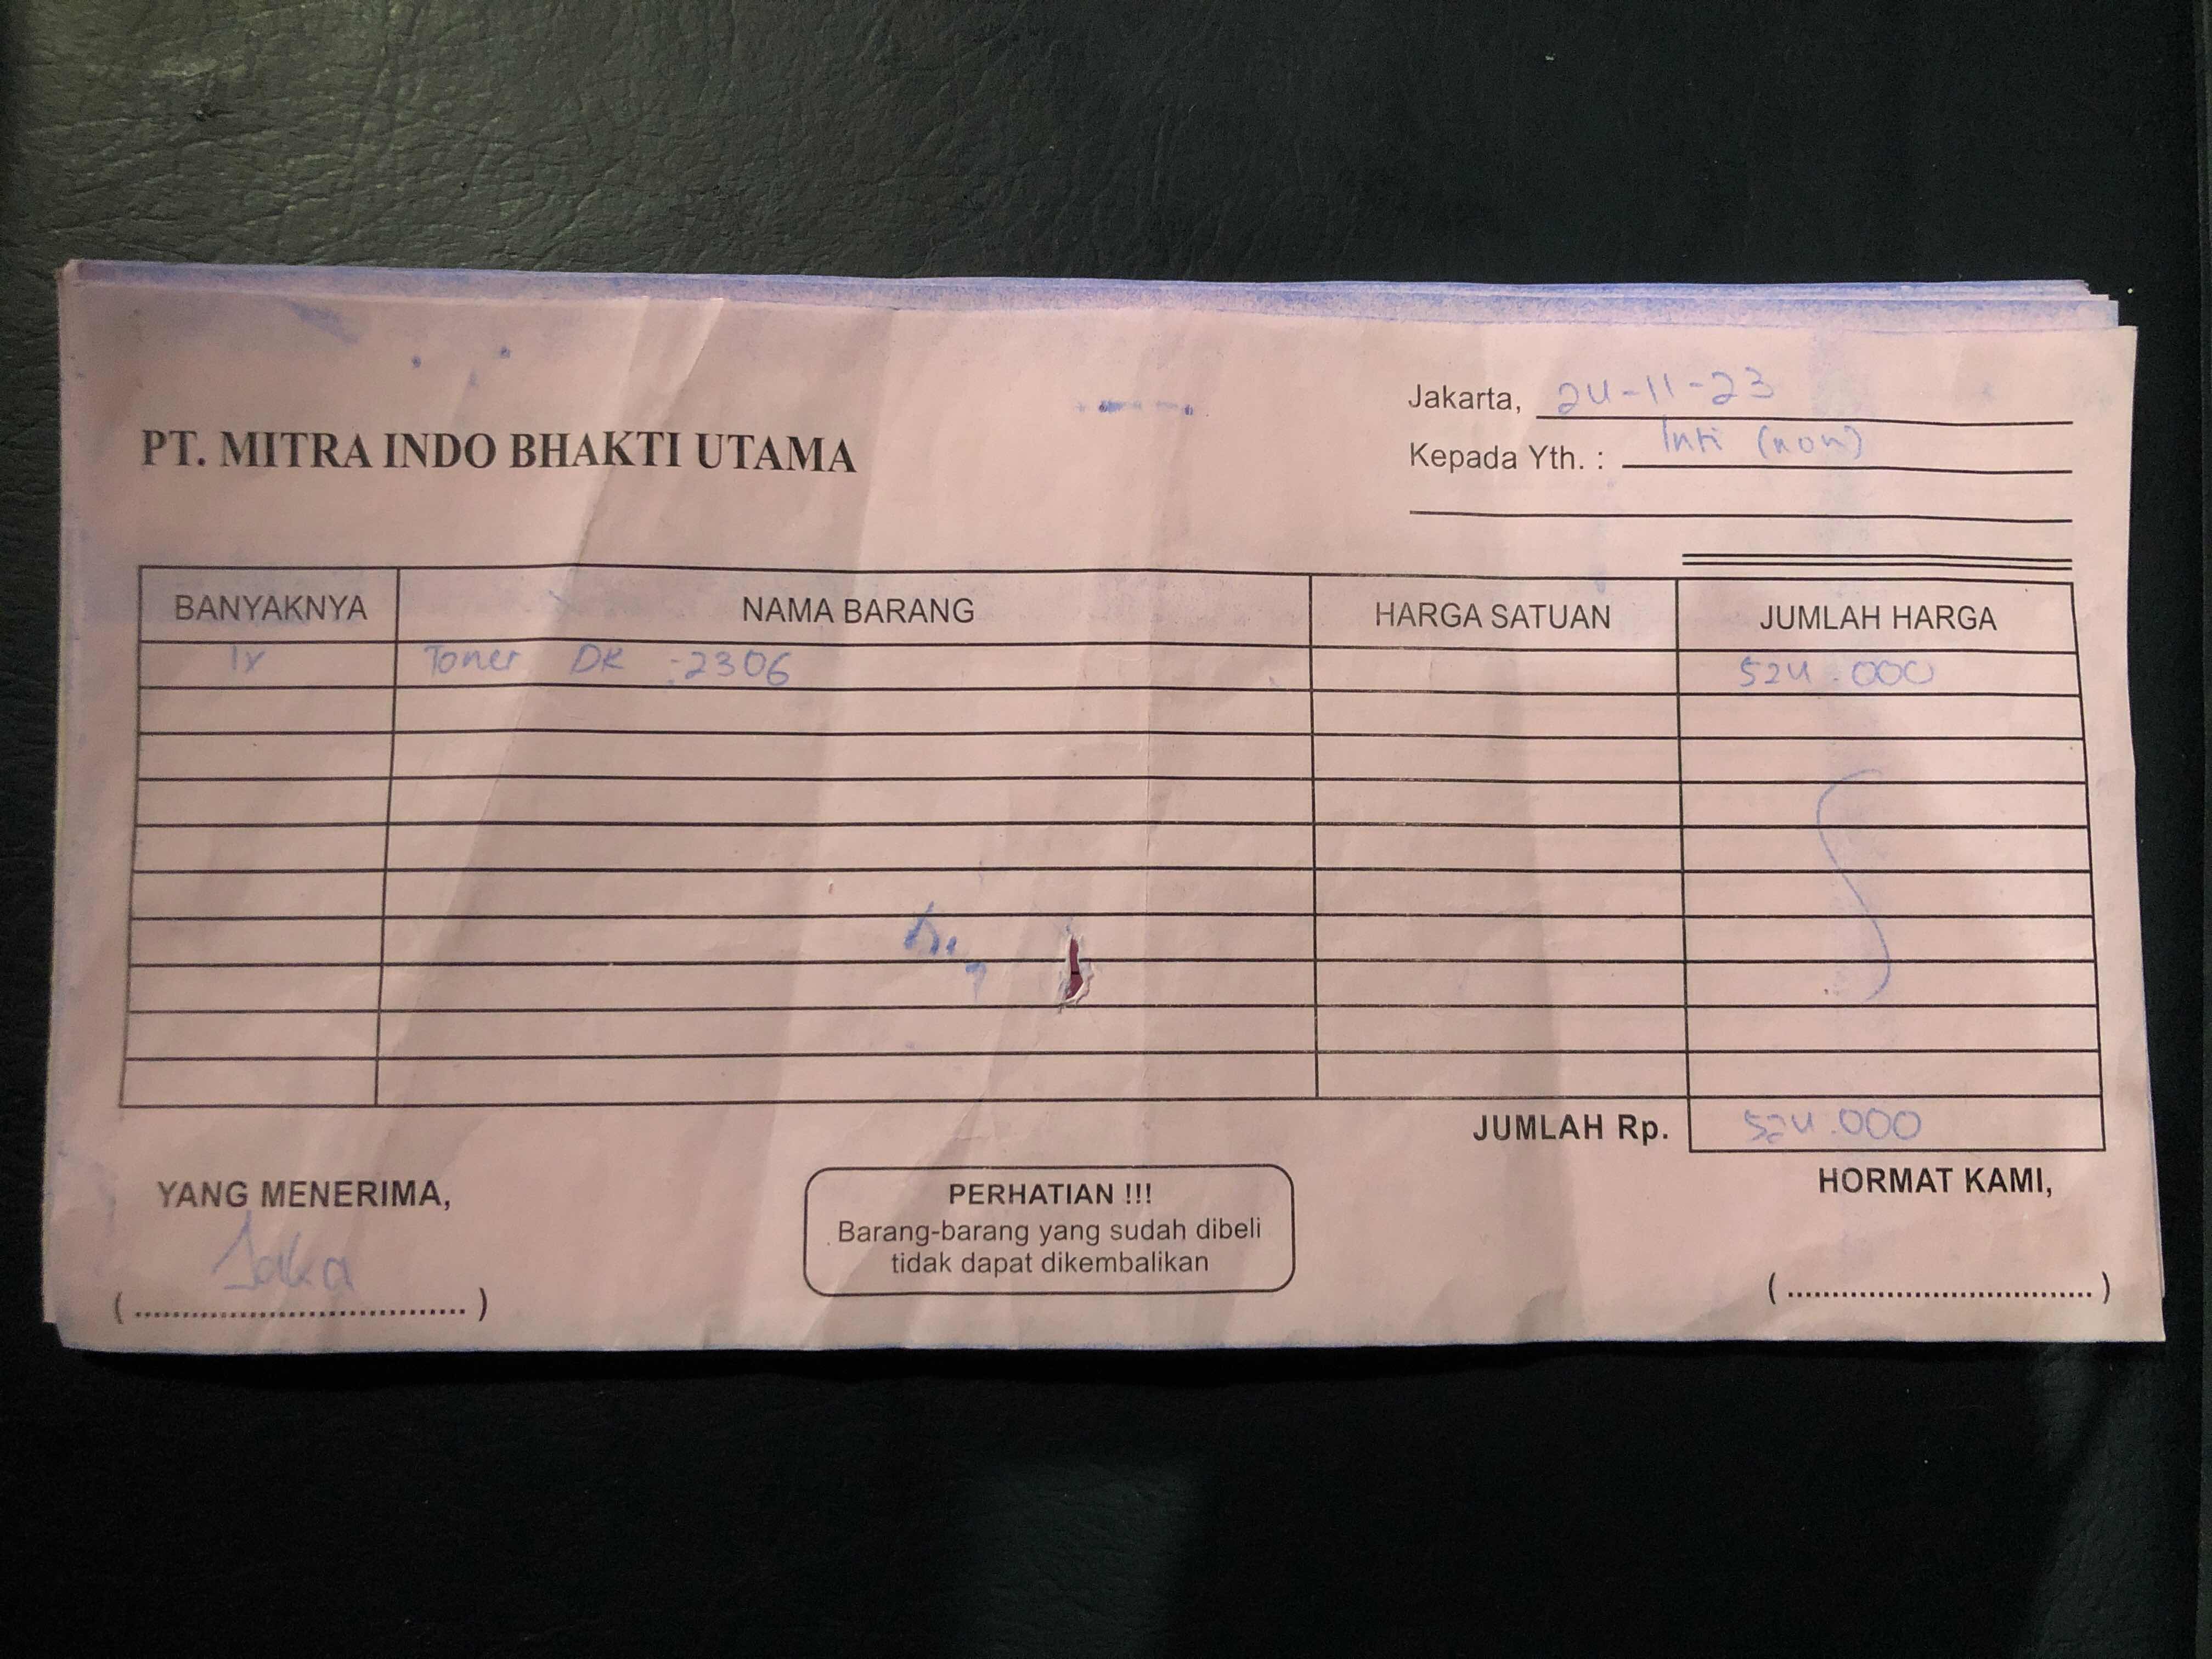 PT. MITRA INDO BHAKTI UTAMA
Jakarta, 24-11-23
Kepada Yth. : Inti (non)
BANYAKNYA NAMA BARANG HARGA SATUAN JUMLAH HARGA
1x Toner DR :2306 524.000
JUMLAH Rp. 524.000
YANG MENERIMA,
Jaka
(..................................)
PERHATIAN !!!
Barang-barang yang sudah dibeli
tidak dapat dikembalikan
HORMAT KAMI,
(..................................)